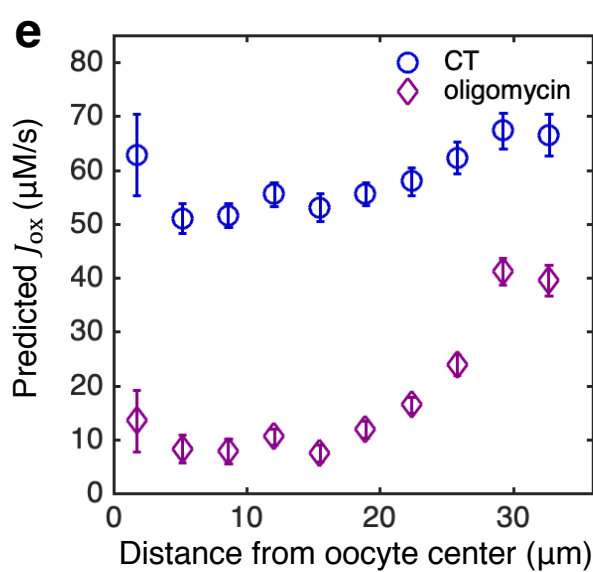 e
CT
oligomycin
80
70
60
50
40
30
20
10
0
Predicted Jox (μM/s)
0 10 20 30
Distance from oocyte center (μm)